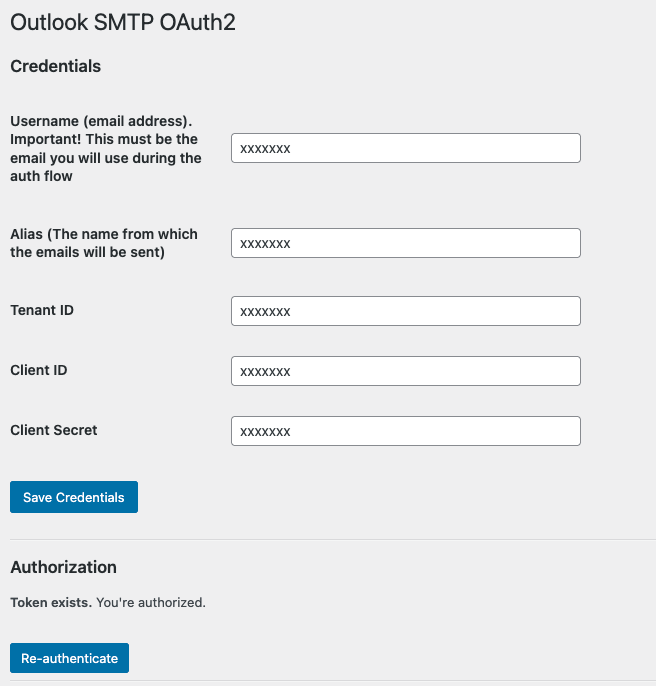 Outlook SMTP OAuth2
Credentials
Username (email address).
Important! This must be the
email you will use during the
auth flow
xxxxxxx
Alias (The name from which
the emails will be sent)
xxxxxxx
Tenant ID
xxxxxxx
Client ID
xxxxxxx
Client Secret
xxxxxxx
Save Credentials
Authorization
Token exists. You're authorized.
Re-authenticate